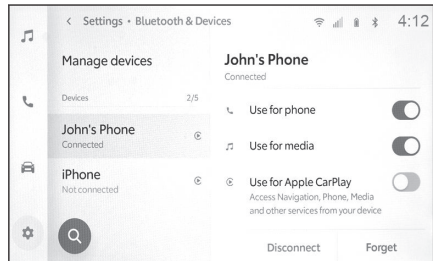 Settings • Bluetooth & Devices
4:12
Manage devices
Devices 2/5
John's Phone
Connected
iPhone
Not connected
John's Phone
Connected
Use for phone
Use for media
Use for Apple CarPlay
Access Navigation, Phone, Media
and other services from your device
Disconnect
Forget